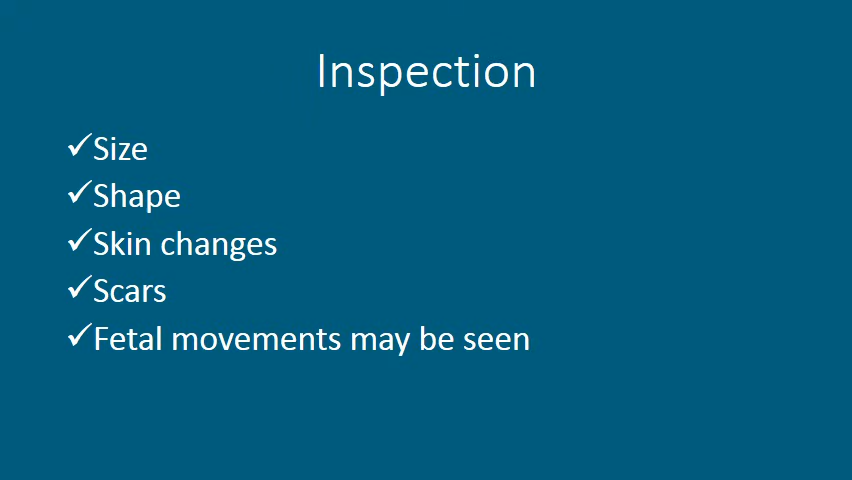 Inspection
✓Size
✓Shape
✓Skin changes
✓Scars
✓Fetal movements may be seen